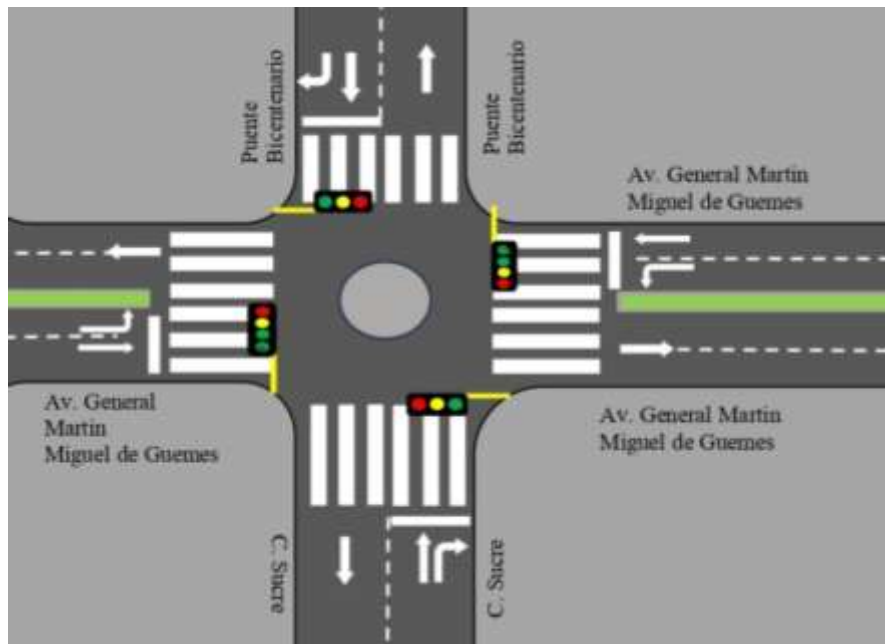 Puente
Bicentenario
Puente
Bicentenario
Av. General Martin
Miguel de Guemes
Av. General
Martin
Miguel de Guemes
Av. General Martin
Miguel de Guemes
C. Sucre
C. Sucre